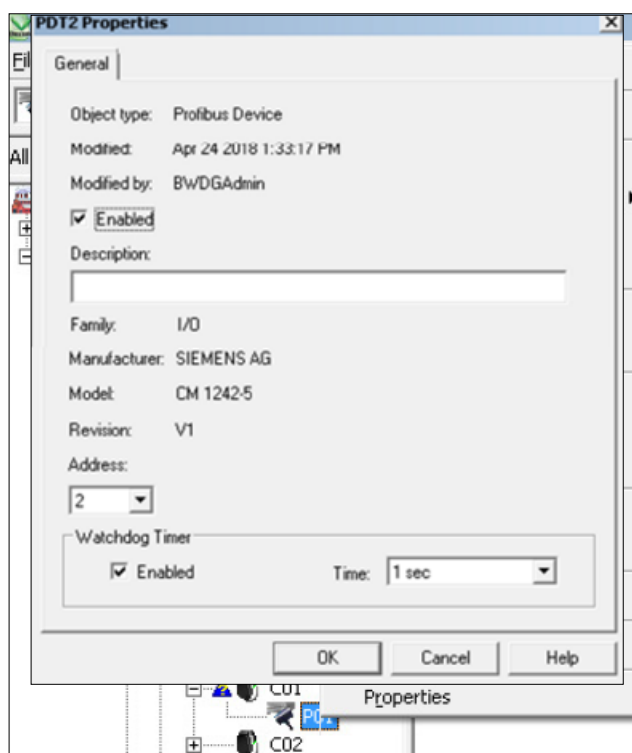 PDT2 Properties
Fil
General
Object type: Profibus Device
Modified: Apr 24 2018 1:33:17 PM
All
Modified by: BWDGAdmin
Enabled
Description:
Family: I/O
Manufacturer: SIEMENS AG
Model: CM 1242-5
Revision: V1
Address:
2
Watchdog Timer
Enabled Time: 1 sec
OK Cancel Help
C01
Properties
P01
C02